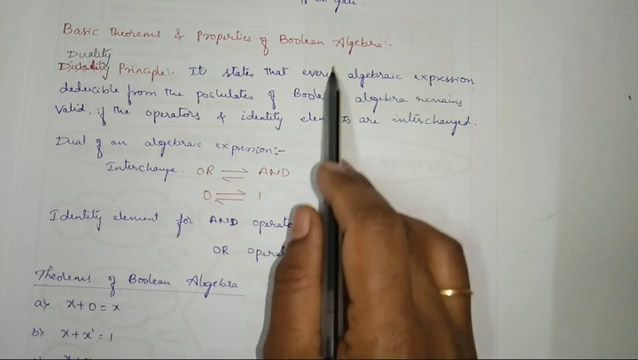 Basic Theorems & Properties of Boolean Algebra:-
Duality
Principle:- It states that every algebraic expression
deducible from the postulates of Boolean algebra remains
valid, if the operators & identity elements are interchanged.
Dual of an algebraic expression:-
Interchange OR ⇌ AND
0 ⇌ 1
Identity element for AND operat
OR operat
Theorems of Boolean Algebra
a) x+0 = x
b) x+x' = 1